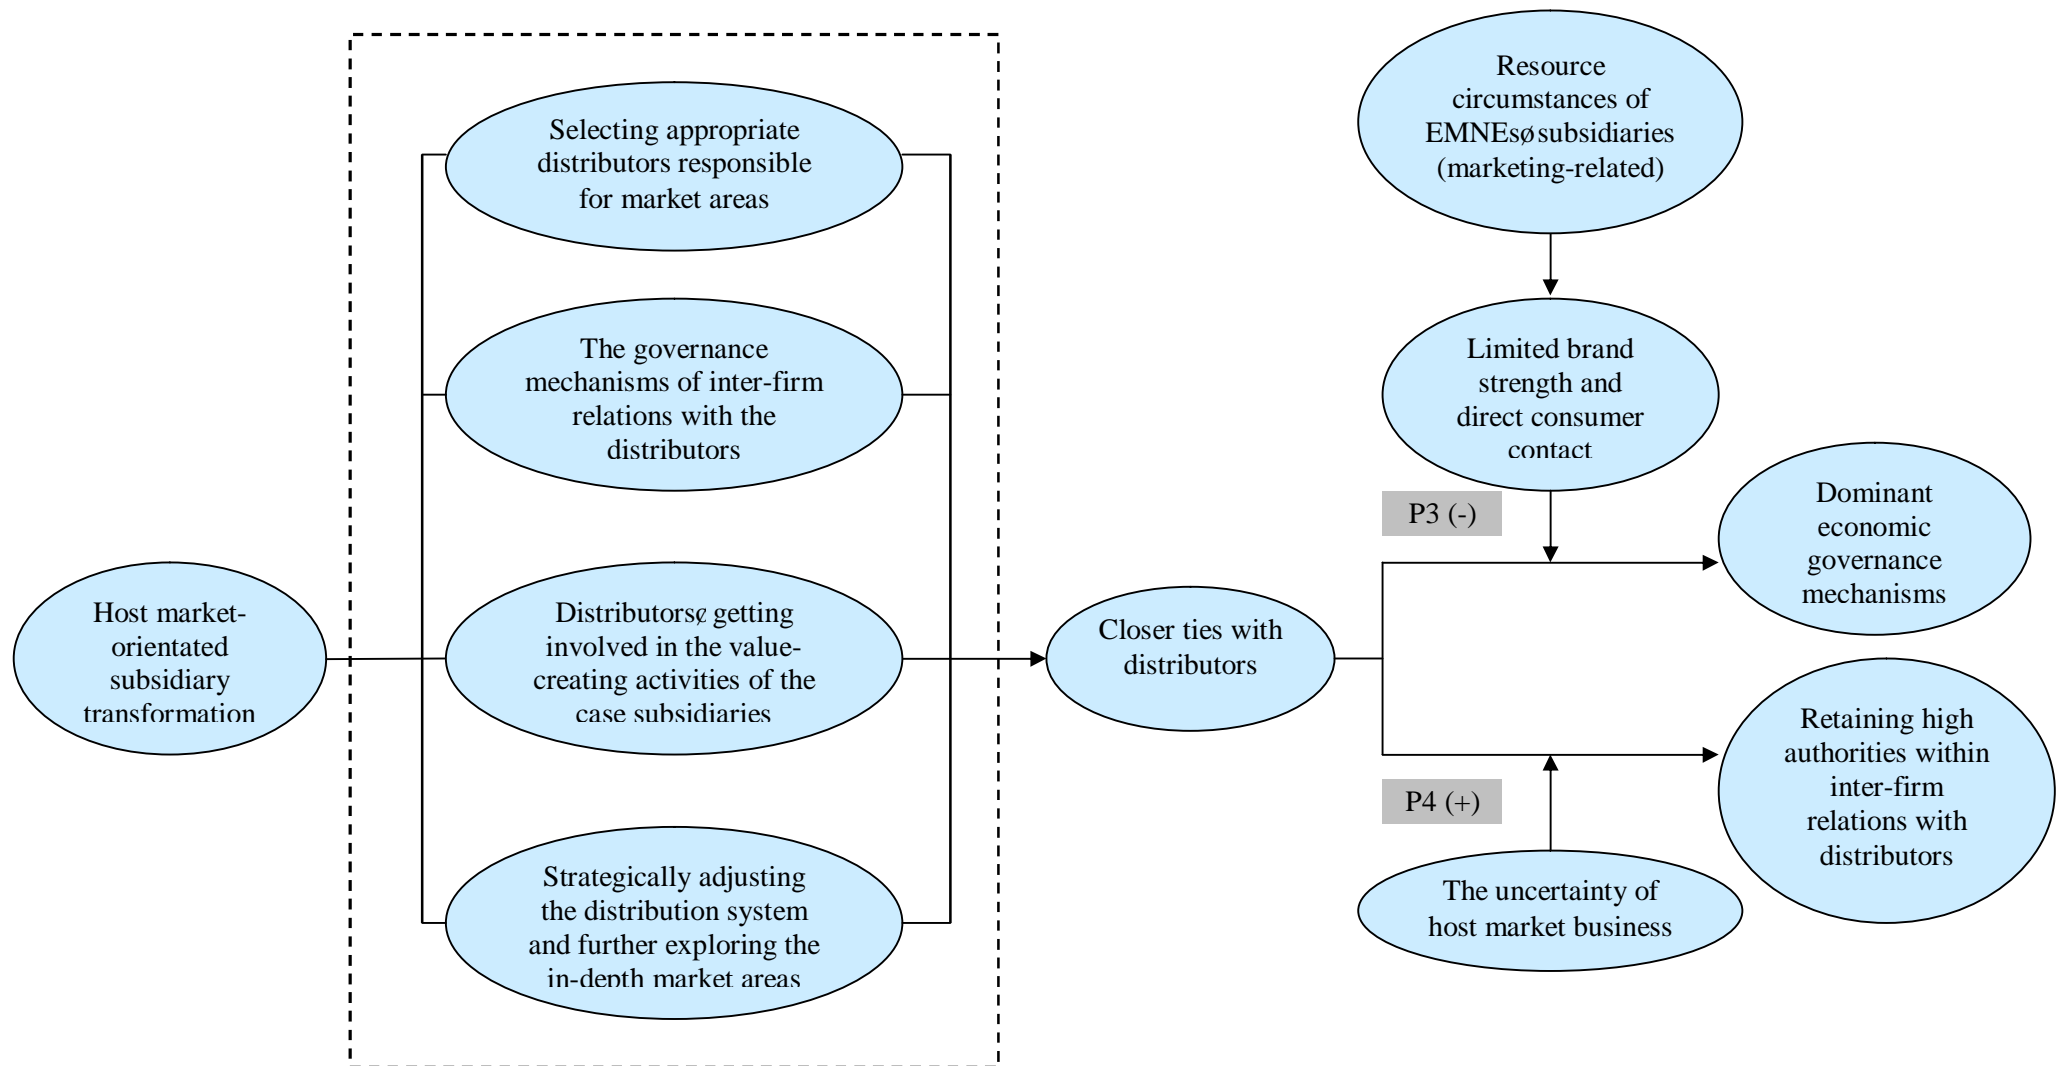 Selecting appropriate
distributors responsible
for market areas
The governance
mechanisms of inter-firm
relations with the
distributors
Host market-
orientated
subsidiary
transformation
Distributorsȼ getting
involved in the value-
creating activities of the
case subsidiaries
Strategically adjusting
the distribution system
and further exploring the
in-depth market areas
Closer ties with
distributors
Resource
circumstances of
EMNEsø subsidiaries
(marketing-related)
Limited brand
strength and
direct consumer
contact
P3 (-)
Dominant
economic
governance
mechanisms
P4 (+)
Retaining high
authorities within
inter-firm
relations with
distributors
The uncertainty of
host market business